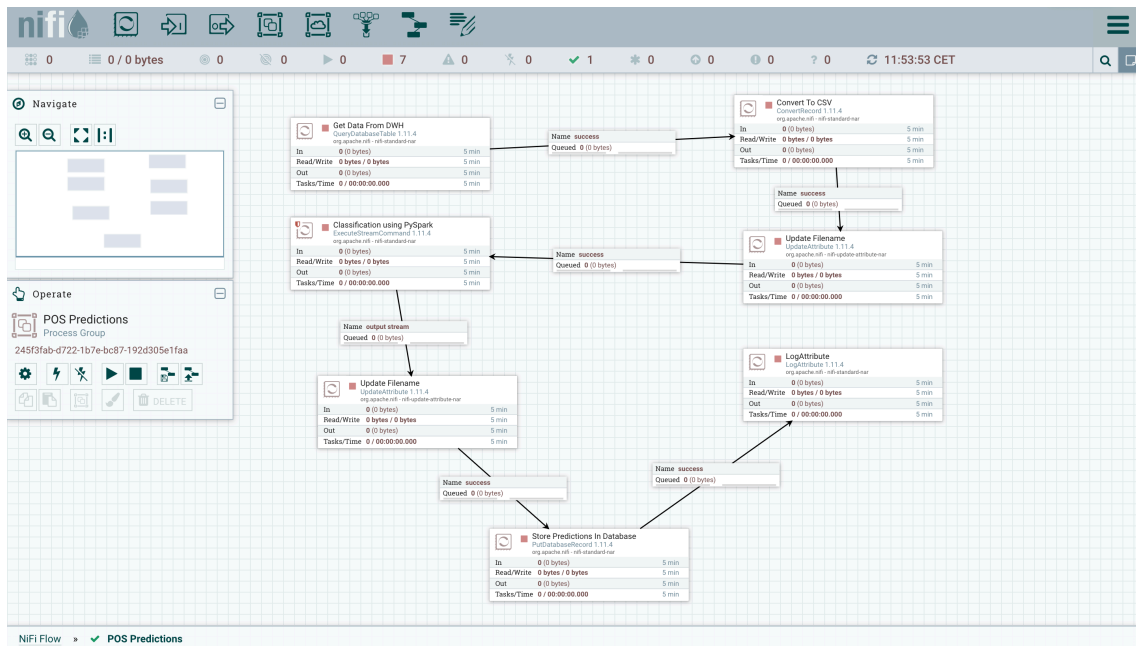 nifi
0
0 / 0 bytes
0
0
0
7
0
0
1
0
0
0
? 0
11:53:53 CET
Navigate
Operate
POS Predictions
Process Group
245f3fab-d722-1b7e-bc87-192d305e1faa
DELETE
Get Data From DWH
QueryDatabaseTable 1.11.4
org.apache.nifi - nifi-standard-nar
In 0 (0 bytes) 5 min
Read/Write 0 bytes / 0 bytes 5 min
Out 0 (0 bytes) 5 min
Tasks/Time 0 / 00:00:00.000 5 min
Name success
Queued 0 (0 bytes)
Convert To CSV
ConvertRecord 1.11.4
org.apache.nifi - nifi-standard-nar
In 0 (0 bytes) 5 min
Read/Write 0 bytes / 0 bytes 5 min
Out 0 (0 bytes) 5 min
Tasks/Time 0 / 00:00:00.000 5 min
Name success
Queued 0 (0 bytes)
Update Filename
UpdateAttribute 1.11.4
org.apache.nifi - nifi-update-attribute-nar
In 0 (0 bytes) 5 min
Read/Write 0 bytes / 0 bytes 5 min
Out 0 (0 bytes) 5 min
Tasks/Time 0 / 00:00:00.000 5 min
Name success
Queued 0 (0 bytes)
Classification using PySpark
ExecuteStreamCommand 1.11.4
org.apache.nifi - nifi-standard-nar
In 0 (0 bytes) 5 min
Read/Write 0 bytes / 0 bytes 5 min
Out 0 (0 bytes) 5 min
Tasks/Time 0 / 00:00:00.000 5 min
Name output stream
Queued 0 (0 bytes)
Update Filename
UpdateAttribute 1.11.4
org.apache.nifi - nifi-update-attribute-nar
In 0 (0 bytes) 5 min
Read/Write 0 bytes / 0 bytes 5 min
Out 0 (0 bytes) 5 min
Tasks/Time 0 / 00:00:00.000 5 min
Name success
Queued 0 (0 bytes)
Store Predictions In Database
PutDatabaseRecord 1.11.4
org.apache.nifi - nifi-standard-nar
In 0 (0 bytes) 5 min
Read/Write 0 bytes / 0 bytes 5 min
Out 0 (0 bytes) 5 min
Tasks/Time 0 / 00:00:00.000 5 min
Name success
Queued 0 (0 bytes)
LogAttribute
LogAttribute 1.11.4
org.apache.nifi - nifi-standard-nar
In 0 (0 bytes) 5 min
Read/Write 0 bytes / 0 bytes 5 min
Out 0 (0 bytes) 5 min
Tasks/Time 0 / 00:00:00.000 5 min
NiFi Flow » POS Predictions